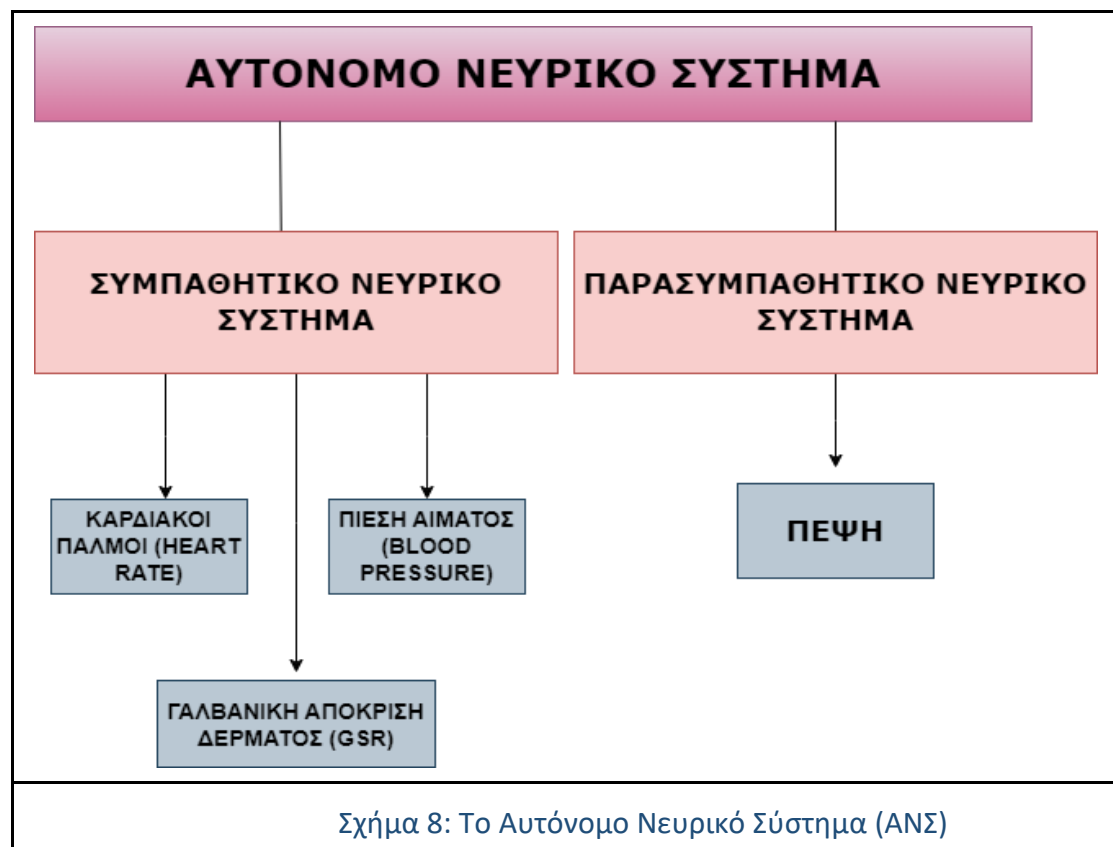 ΑΥΤΟΝΟΜΟ ΝΕΥΡΙΚΟ ΣΥΣΤΗΜΑ
ΣΥΜΠΑΘΗΤΙΚΟ ΝΕΥΡΙΚΟ
ΣΥΣΤΗΜΑ
ΠΑΡΑΣΥΜΠΑΘΗΤΙΚΟ ΝΕΥΡΙΚΟ
ΣΥΣΤΗΜΑ
ΚΑΡΔΙΑΚΟΙ
ΠΑΛΜΟΙ (HEART
RATE)
ΠΙΕΣΗ ΑΙΜΑΤΟΣ
(BLOOD
PRESSURE)
ΠΕΨΗ
ΓΑΛΒΑΝΙΚΗ ΑΠΟΚΡΙΣΗ
ΔΕΡΜΑΤΟΣ (GSR)
Σχήμα 8: Το Αυτόνομο Νευρικό Σύστημα (ΑΝΣ)